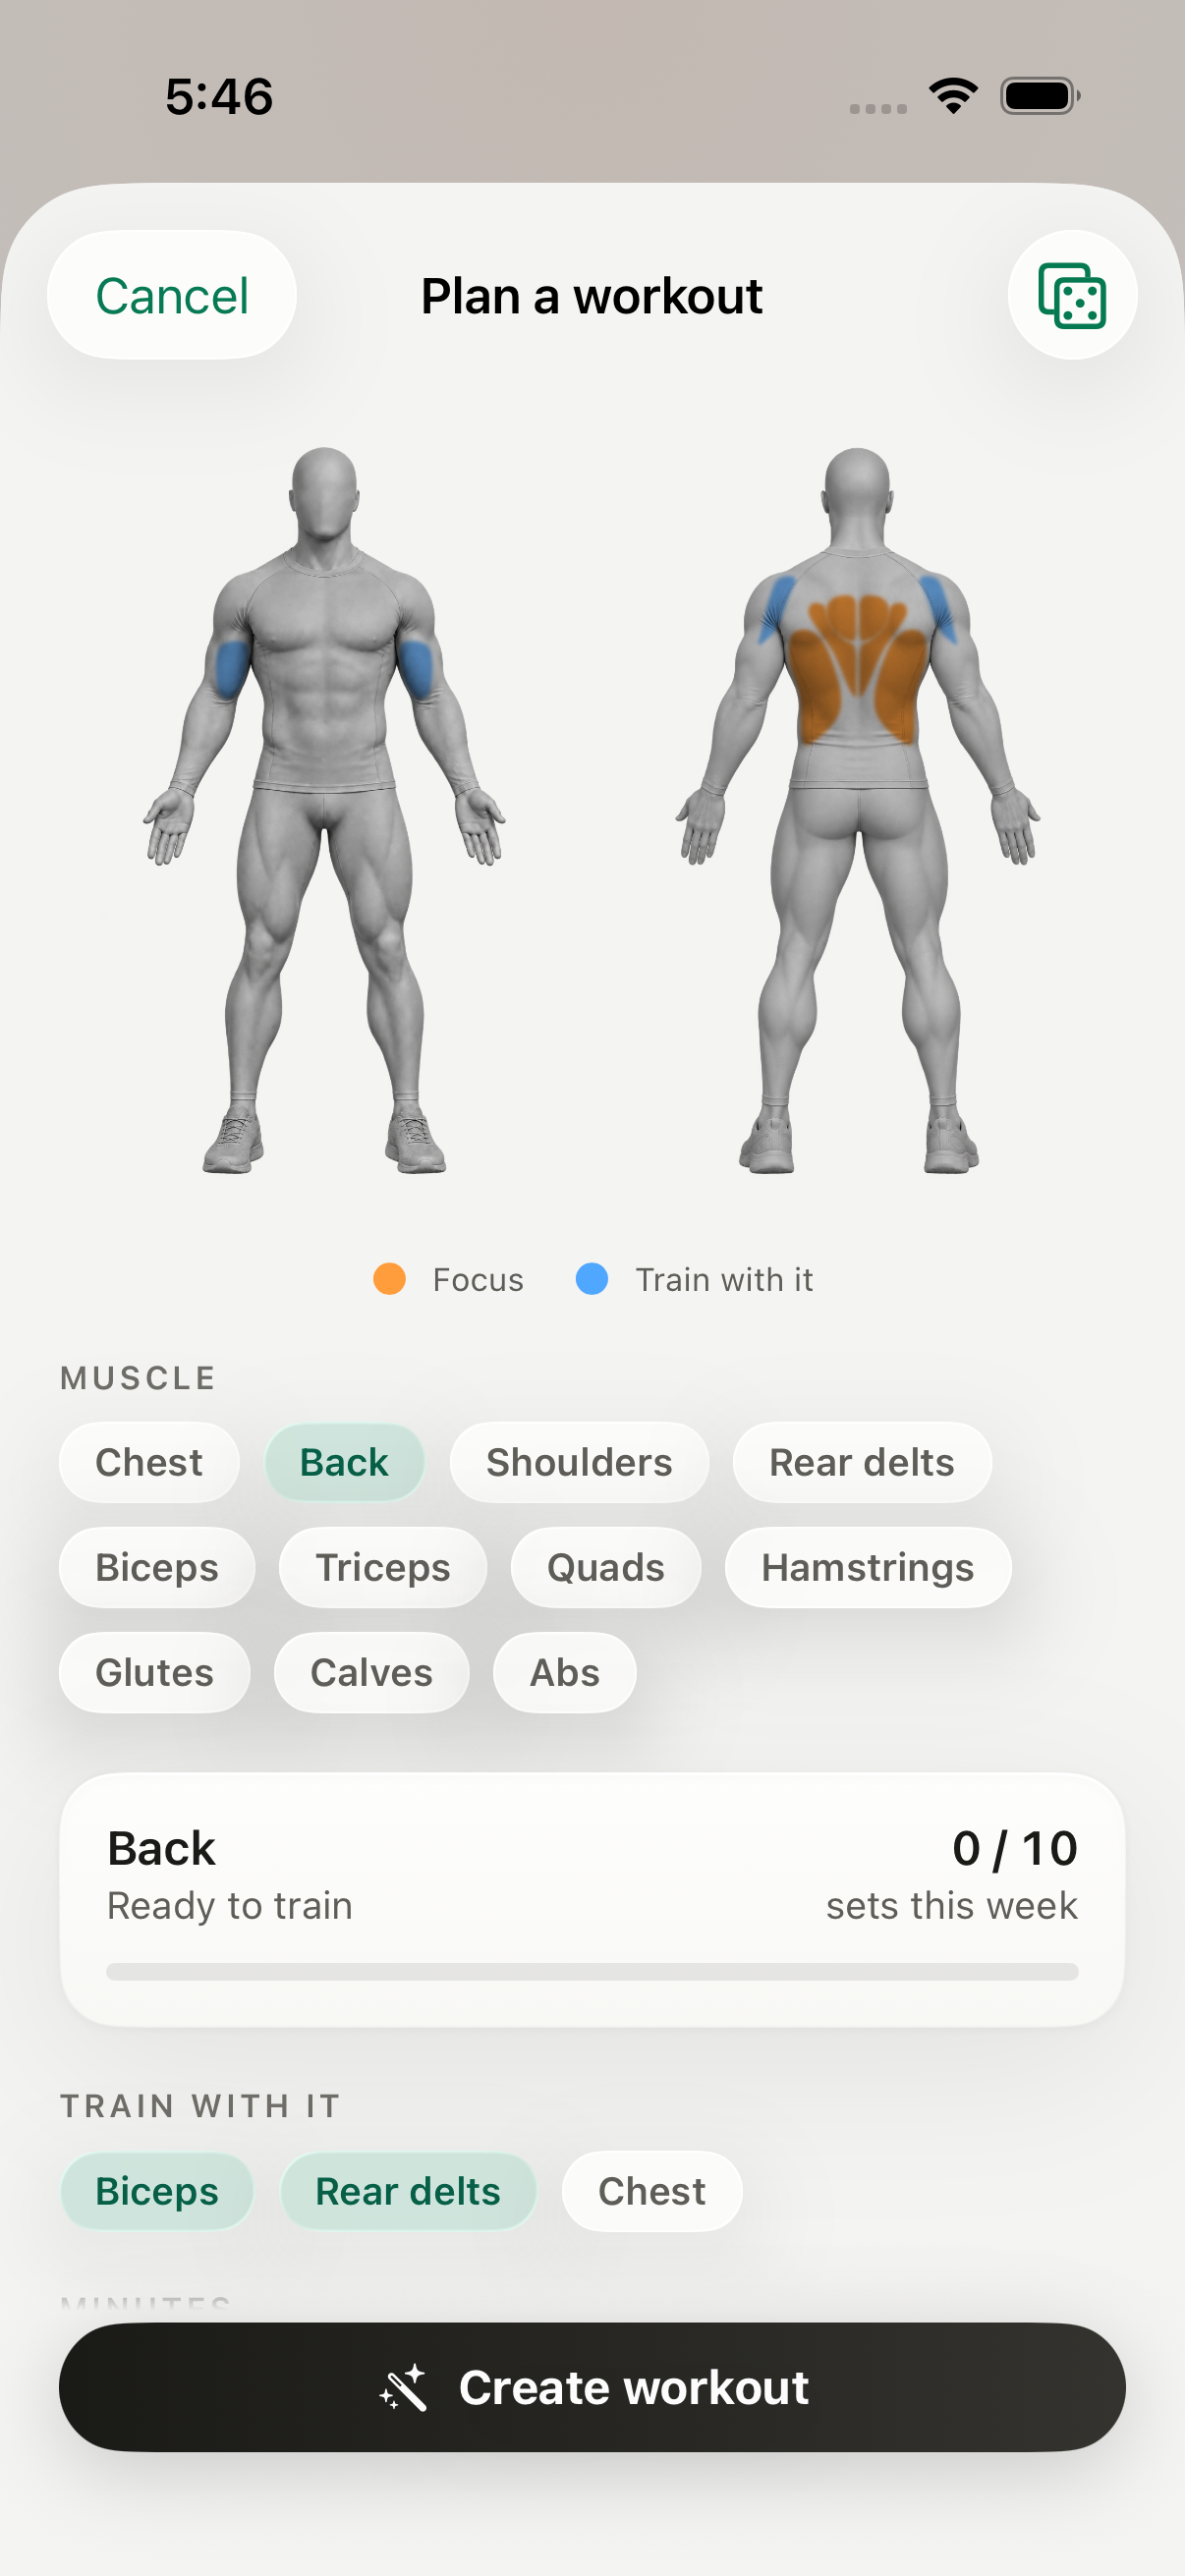 5:46
Cancel
Plan a workout
Focus
Train with it
MUSCLE
Chest
Back
Shoulders
Rear delts
Biceps
Triceps
Quads
Hamstrings
Glutes
Calves
Abs
Back
0 / 10
Ready to train
sets this week
TRAIN WITH IT
Biceps
Rear delts
Chest
MINUTES
Create workout